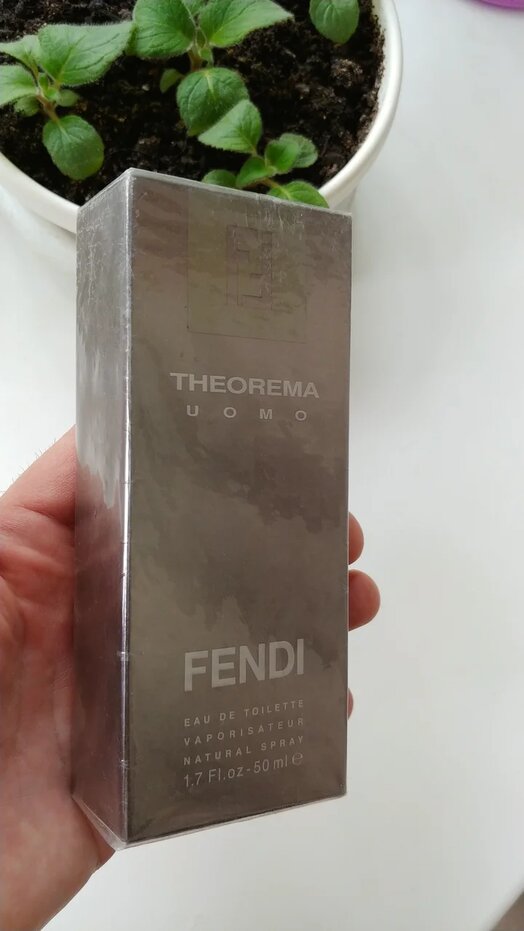 THEOREMA
UOMO
FENDI
EAU DE TOILETTE
VAPORISATEUR
NATURAL SPRAY
1.7 Fl.oz-50 ml ℮